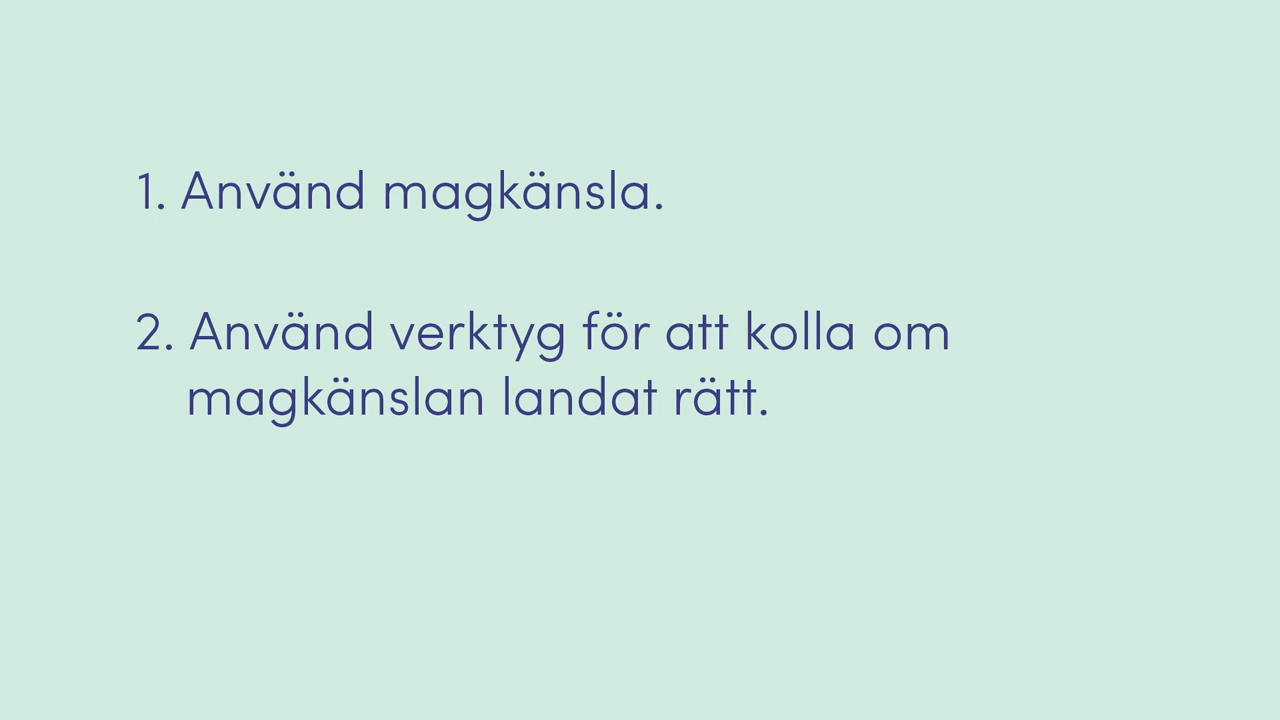 1. Använd magkänsla.
2. Använd verktyg för att kolla om
magkänslan landat rätt.